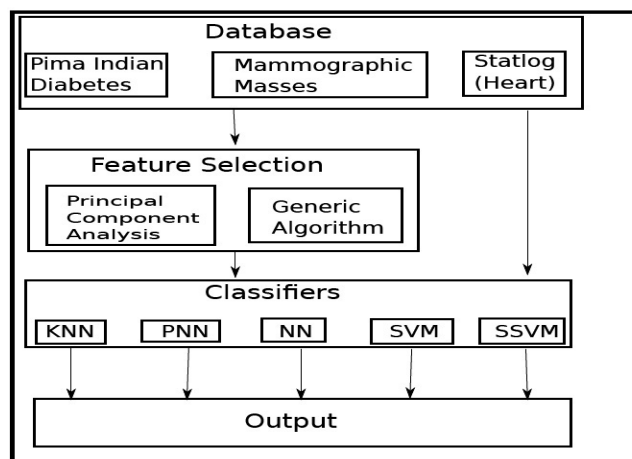 Database
Pima Indian
Diabetes
Mammographic
Masses
Statlog
(Heart)
Feature Selection
Principal
Component
Analysis
Generic
Algorithm
Classifiers
KNN
PNN
NN
SVM
SSVM
Output